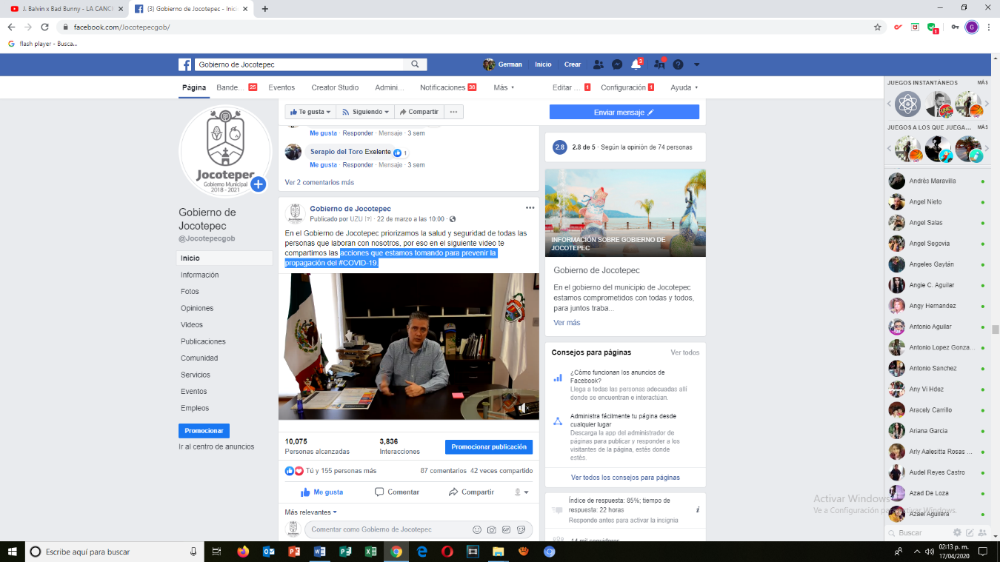 J. Balvin x Bad Bunny - LA CANCI
(3) Gobierno de Jocotepec - Inic
facebook.com/Jocotepecgob/
flash player - Busca...
Gobierno de Jocotepec
German
Inicio
Crear
3
Página
Bande... 25
Eventos
Creator Studio
Admini...
Notificaciones 36
Más
Editar ... 1
Configuración 1
Ayuda
Te gusta
Siguiendo
Compartir
Enviar mensaje
Jocotepec
Gobierno Municipal
2018 - 2021
Gobierno de
Jocotepec
@Jocotepecgob
Inicio
Información
Fotos
Opiniones
Videos
Publicaciones
Comunidad
Servicios
Eventos
Empleos
Promocionar
Ir al centro de anuncios
Me gusta · Responder · Mensaje · 3 sem
Serapio del Toro Exelente 1
Me gusta · Responder · Mensaje · 3 sem
Ver 2 comentarios más
Gobierno de Jocotepec
Publicado por UZU [?] · 22 de marzo a las 10:00 ·
En el Gobierno de Jocotepec priorizamos la salud y seguridad de todas las
personas que laboran con nosotros, por eso en el siguiente video te
compartimos las acciones que estamos tomando para prevenir la
propagación del #COVID-19.
10,075
Personas alcanzadas
3,836
Interacciones
Promocionar publicación
Tú y 155 personas más
87 comentarios 42 veces compartido
Me gusta
Comentar
Compartir
Más relevantes
Comentar como Gobierno de Jocotepec
2.8
2.8 de 5 · Según la opinión de 74 personas
INFORMACIÓN SOBRE GOBIERNO DE
JOCOTEPEC
Gobierno de Jocotepec
En el gobierno del municipio de Jocotepec
estamos comprometidos con todas y todos,
para juntos traba...
Ver más
Consejos para páginas
Ver todos
¿Cómo funcionan los anuncios de
Facebook?
Llega a todas las personas adecuadas allí
donde se encuentren e interactúan.
Administra fácilmente tu página desde
cualquier lugar
Descarga la app del administrador de
páginas para publicar y responder a los
visitantes de la página, estés donde
estés.
Ver todos los consejos para páginas
Índice de respuesta: 85%; tiempo de
respuesta: 22 horas
Responde antes para activar la insignia
14 mil seguidores
JUEGOS INSTANTÁNEOS
MÁS
JUEGOS A LOS QUE JUEGA...
MÁS
Andrés Maravilla
Angel Nieto
Angel Salas
Angel Segovia
Angeles Gaytán
Angie C. Aguilar
Angy Hernandez
Antonio Aguilar
Antonio Lopez Gonza...
Antonio Sanchez
Any Vi Hdez
Aracely Carrillo
Ariana Garcia
Arly Aalesitta Rosas ...
Audel Reyes Castro
Azad De Loza
Azael Aguilera
Buscar
Activar Windows
Ve a Configuración para activar Windows.
Escribe aquí para buscar
02:13 p. m.
17/04/2020